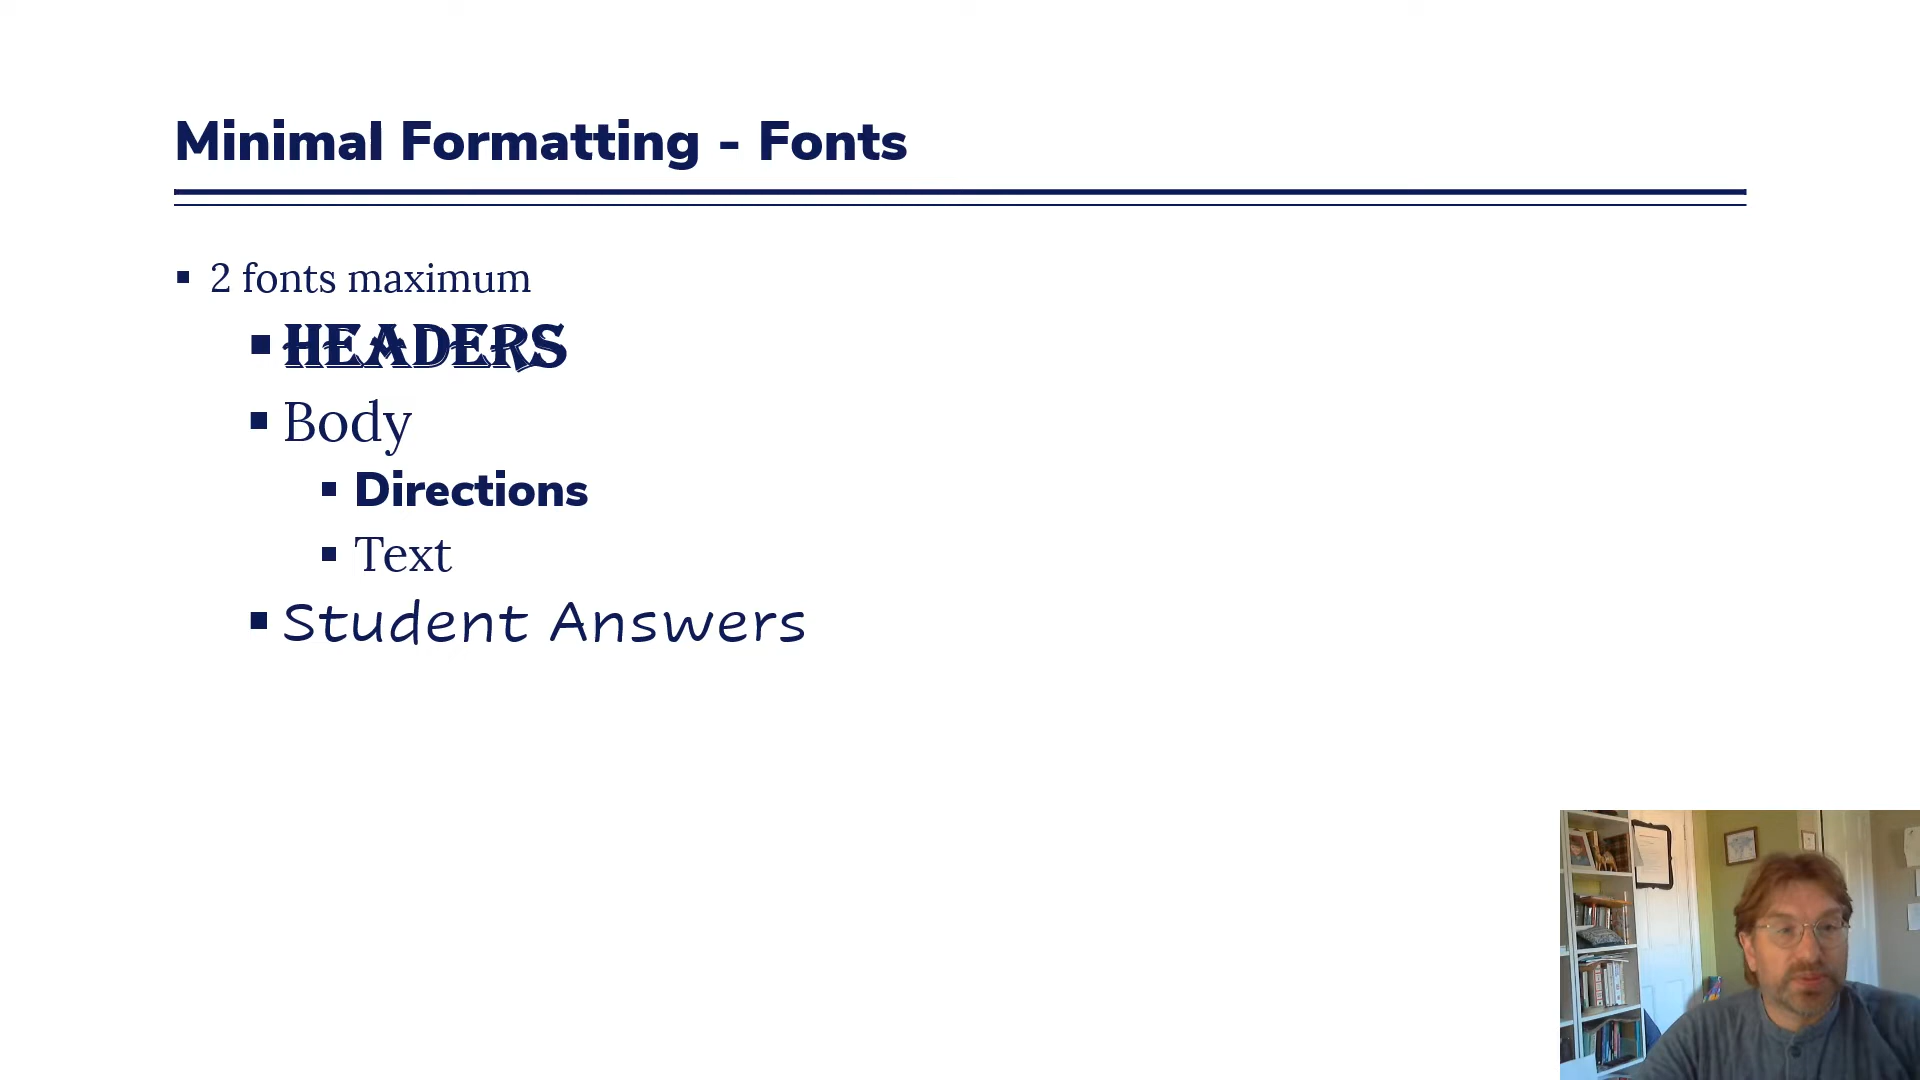 Minimal Formatting - Fonts
2 fonts maximum
HEADERS
Body
Directions
Text
Student Answers